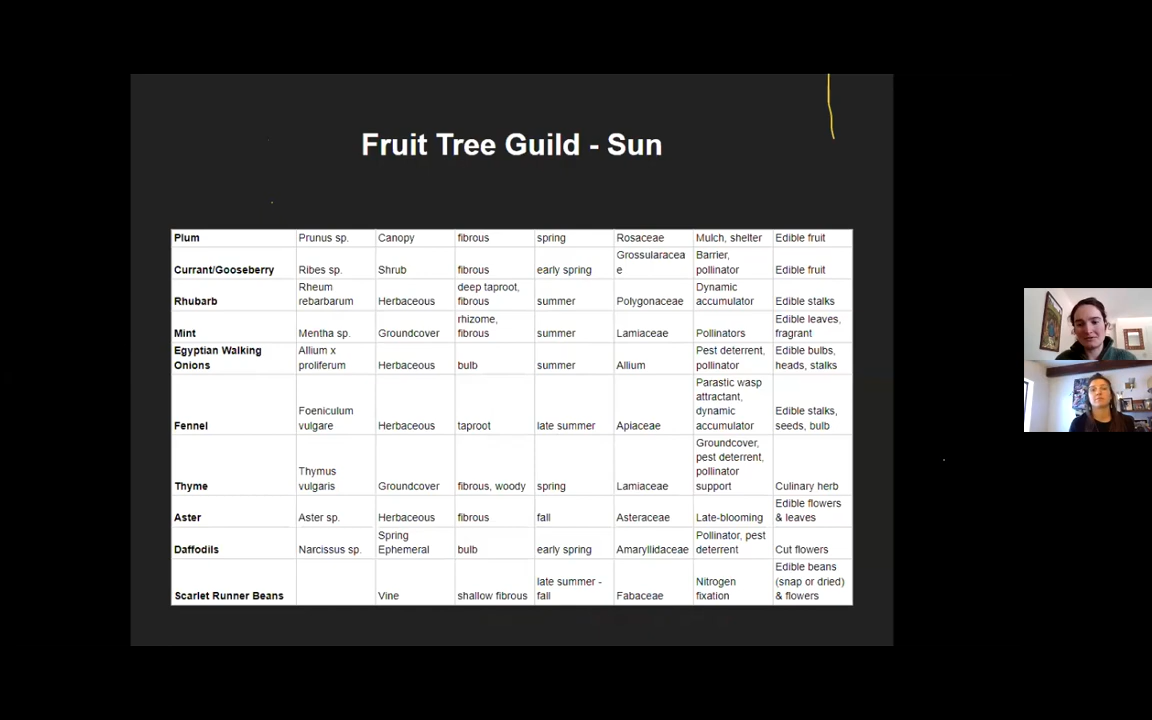 Fruit Tree Guild - Sun
Plum Prunus sp. Canopy fibrous spring Rosaceae Mulch, shelter Edible fruit
Grossularacea Barrier,
Currant/Gooseberry Ribes sp. Shrub fibrous early spring e pollinator Edible fruit
Rheum deep taproot, Dynamic
Rhubarb rebarbarum Herbaceous fibrous summer Polygonaceae accumulator Edible stalks
rhizome, Edible leaves,
Mint Mentha sp. Groundcover fibrous summer Lamiaceae Pollinators fragrant
Egyptian Walking Allium x Pest deterrent, Edible bulbs,
Onions proliferum Herbaceous bulb summer Allium pollinator heads, stalks
Parastic wasp
attractant,
Foeniculum dynamic Edible stalks,
Fennel vulgare Herbaceous taproot late summer Apiaceae accumulator seeds, bulb
Groundcover,
pest deterrent,
Thymus pollinator
Thyme vulgaris Groundcover fibrous, woody spring Lamiaceae support Culinary herb
Edible flowers
Aster Aster sp. Herbaceous fibrous fall Asteraceae Late-blooming & leaves
Spring Pollinator, pest
Daffodils Narcissus sp. Ephemeral bulb early spring Amaryllidaceae deterrent Cut flowers
Edible beans
late summer - Nitrogen (snap or dried)
Scarlet Runner Beans Vine shallow fibrous fall Fabaceae fixation & flowers